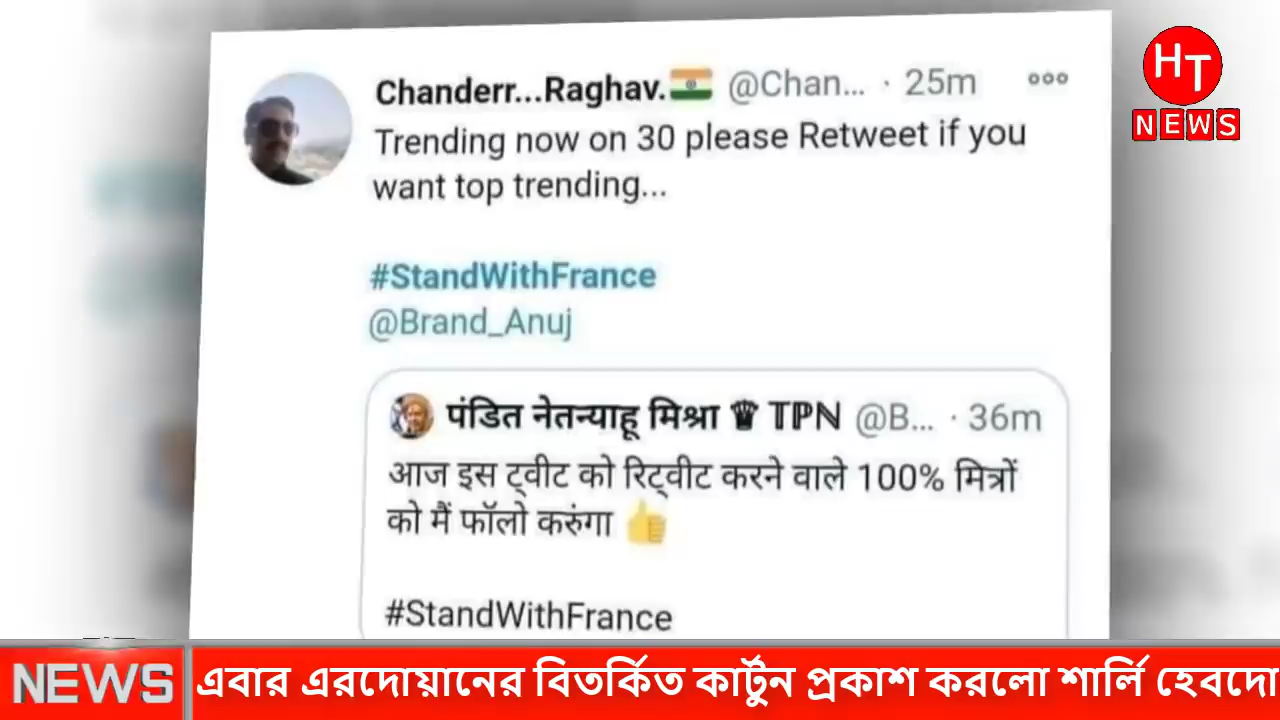 Chanderr...Raghav.🇮🇳 @Chan... · 25m
Trending now on 30 please Retweet if you
want top trending...
#StandWithFrance
@Brand_Anuj
पंडित नेतन्याहू मिश्रा ♛ 𝕋ℙℕ @B... · 36m
आज इस ट्वीट को रिट्वीट करने वाले 100% मित्रों
को मैं फॉलो करुंगा 👍
#StandWithFrance
HT
NEWS
NEWS
এবার এরদোয়ানের বিতর্কিত কার্টুন প্রকাশ করলো শার্লি হেবদো